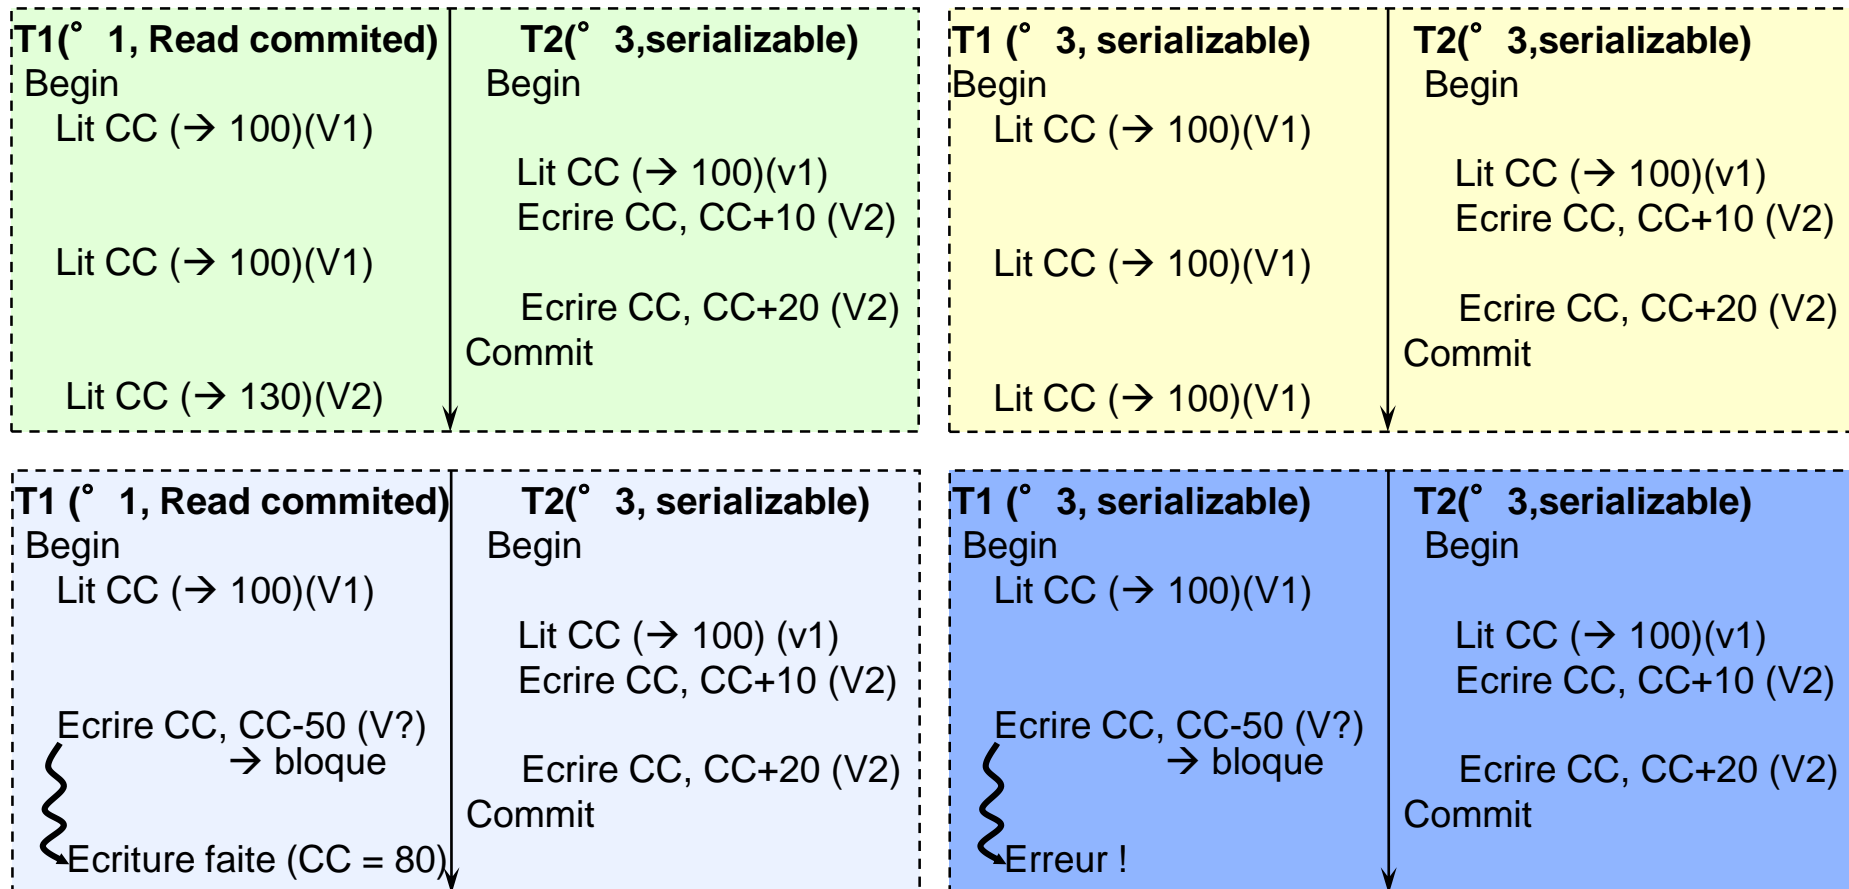 T1(° 1, Read commited)
Begin
Lit CC (→ 100)(V1)
Lit CC (→ 100)(V1)
Lit CC (→ 130)(V2)
T2(° 3,serializable)
Begin
Lit CC (→ 100)(v1)
Ecrire CC, CC+10 (V2)
Ecrire CC, CC+20 (V2)
Commit
T1 (° 3, serializable)
Begin
Lit CC (→ 100)(V1)
Lit CC (→ 100)(V1)
Lit CC (→ 100)(V1)
T2(° 3,serializable)
Begin
Lit CC (→ 100)(v1)
Ecrire CC, CC+10 (V2)
Ecrire CC, CC+20 (V2)
Commit
T1 (° 1, Read commited)
Begin
Lit CC (→ 100)(V1)
Ecrire CC, CC-50 (V?)
→ bloque
Ecriture faite (CC = 80)
T2(° 3, serializable)
Begin
Lit CC (→ 100) (v1)
Ecrire CC, CC+10 (V2)
Ecrire CC, CC+20 (V2)
Commit
T1 (° 3, serializable)
Begin
Lit CC (→ 100)(V1)
Ecrire CC, CC-50 (V?)
→ bloque
Erreur !
T2(° 3,serializable)
Begin
Lit CC (→ 100)(v1)
Ecrire CC, CC+10 (V2)
Ecrire CC, CC+20 (V2)
Commit